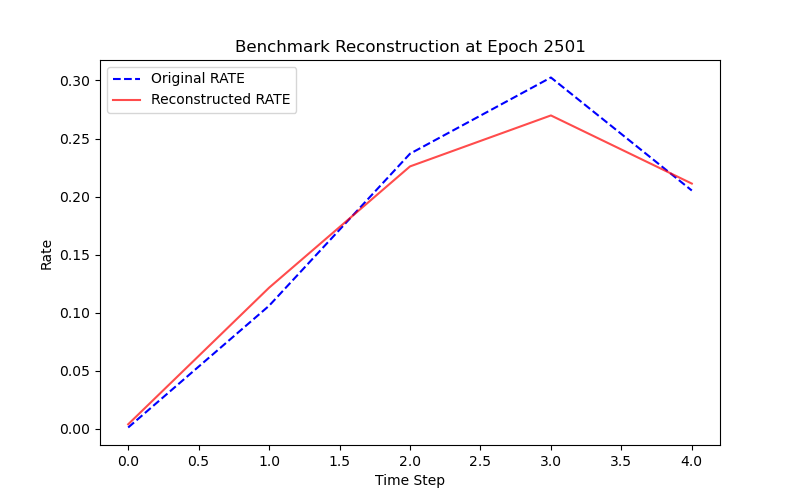 Benchmark Reconstruction at Epoch 2501
Original RATE
Reconstructed RATE
Rate
0.30
0.25
0.20
0.15
0.10
0.05
0.00
0.0 0.5 1.0 1.5 2.0 2.5 3.0 3.5 4.0
Time Step